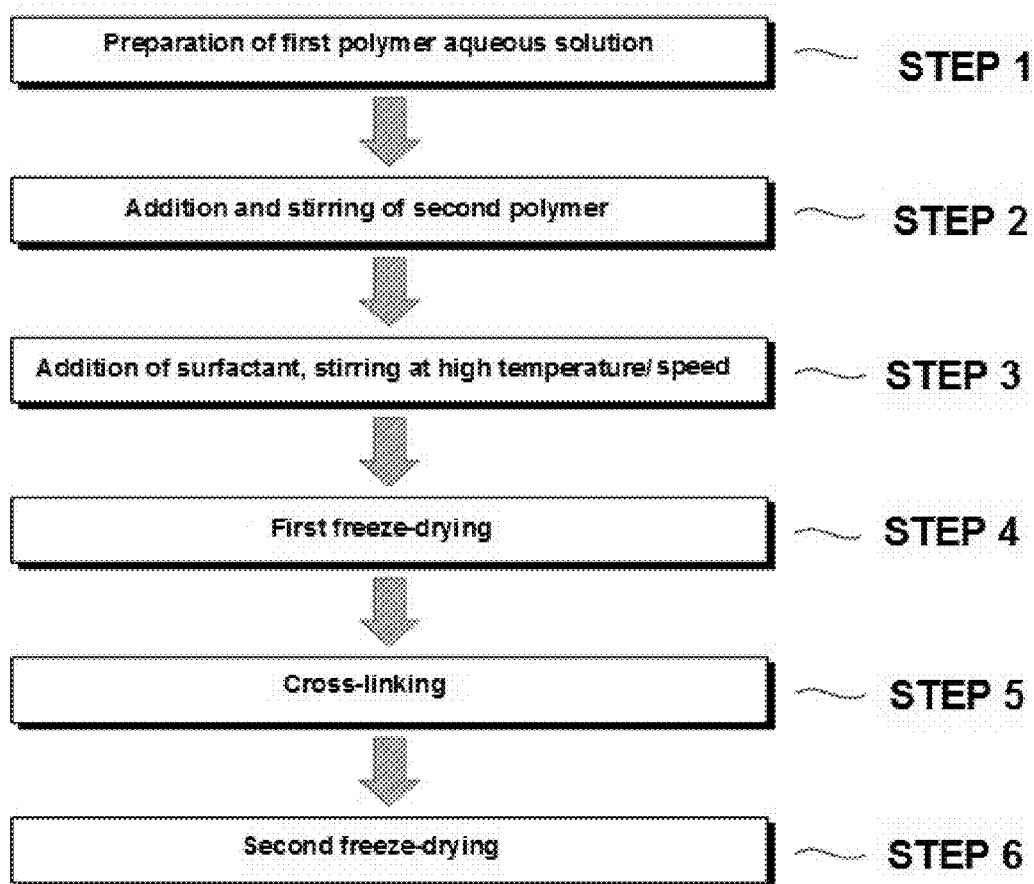 Preparation of first polymer aqueous solution
STEP 1
Addition and stirring of second polymer
STEP 2
Addition of surfactant, stirring at high temperature/ speed
STEP 3
First freeze-drying
STEP 4
Cross-linking
STEP 5
Second freeze-drying
STEP 6